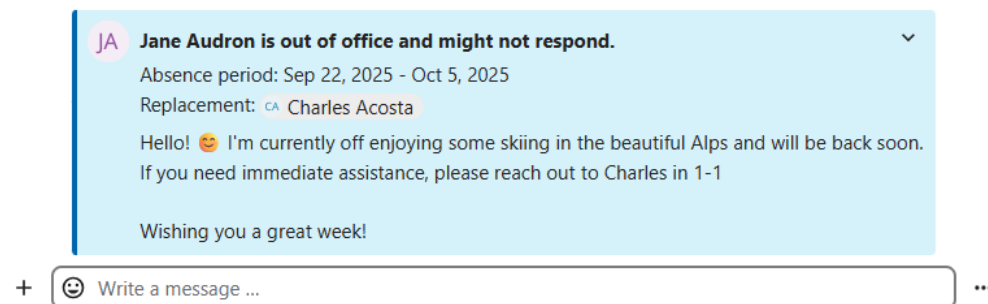 JA Jane Audron is out of office and might not respond.
Absence period: Sep 22, 2025 - Oct 5, 2025
Replacement: CA Charles Acosta
Hello! 😊 I'm currently off enjoying some skiing in the beautiful Alps and will be back soon.
If you need immediate assistance, please reach out to Charles in 1-1
Wishing you a great week!
Write a message ...